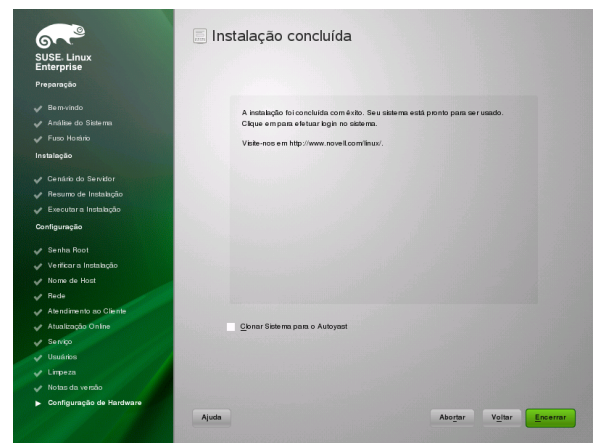 SUSE. Linux
Enterprise
Preparação
Bem-vindo
Análise do Sistema
Fuso Horário
Instalação
Cenário do Servidor
Resumo de Instalação
Executar a Instalação
Configuração
Senha Root
Verificar a Instalação
Nome de Host
Rede
Atendimento ao Cliente
Atualização Online
Serviço
Usuários
Limpeza
Notas da versão
Configuração de Hardware
Instalação concluída
A instalação foi concluída com êxito. Seu sistema está pronto para ser usado.
Clique em para efetuar login no sistema.
Visite-nos em http://www.novell.com/linux/.
Clonar Sistema para o Autoyast
Ajuda
Abortar
Voltar
Encerrar